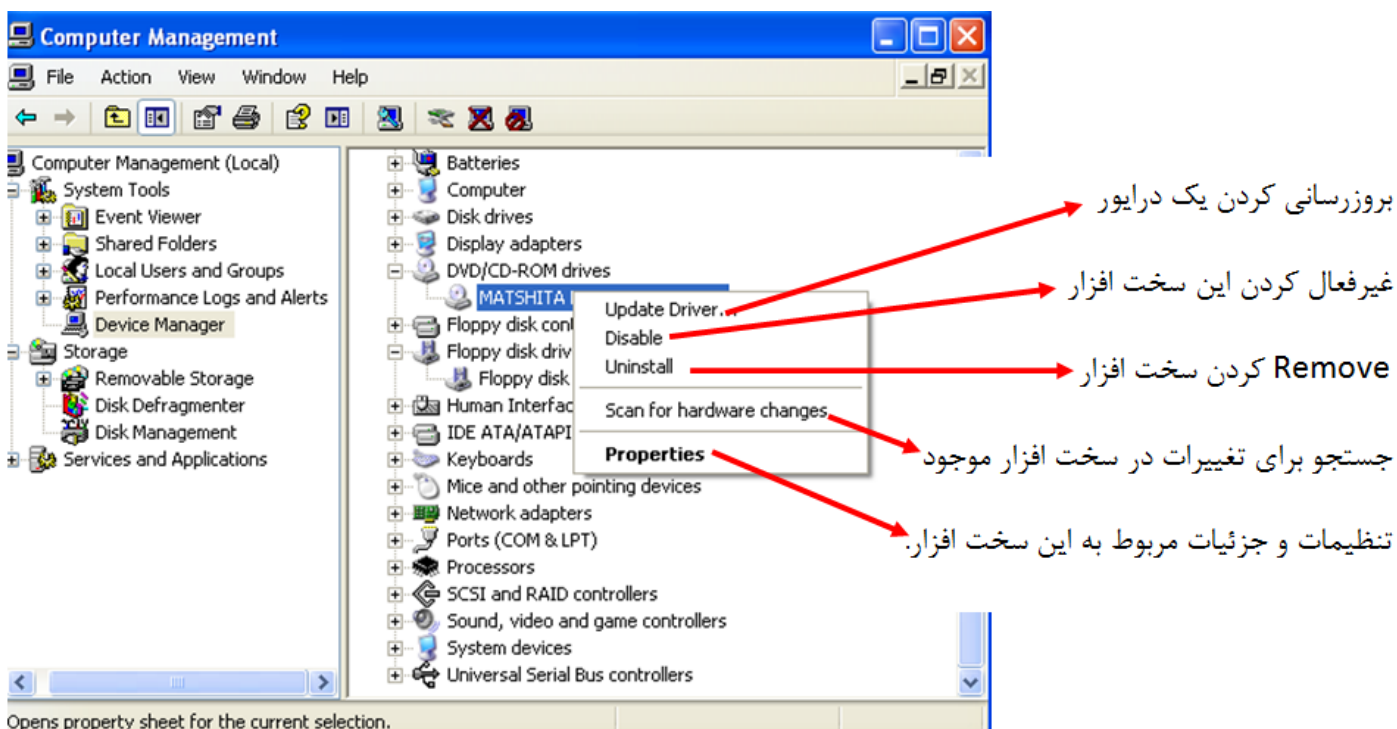 Computer Management
File Action View Window Help
Computer Management (Local)
System Tools
Event Viewer
Shared Folders
Local Users and Groups
Performance Logs and Alerts
Device Manager
Storage
Removable Storage
Disk Defragmenter
Disk Management
Services and Applications
Batteries
Computer
Disk drives
Display adapters
DVD/CD-ROM drives
MATSHITA
Floppy disk
Floppy disk
Floppy disk
Human
IDE ATA/ATAPI
Keyboards
Mice and other pointing devices
Network adapters
Ports (COM & LPT)
Processors
SCSI and RAID controllers
Sound, video and game controllers
System devices
Universal Serial Bus controllers
Update Driver...
Disable
Uninstall
Scan for hardware changes
Properties
بروزرسانی کردن یک درایور
غیرفعال کردن این سخت افزار
Remove کردن سخت افزار
جستجو برای تغییرات در سخت افزار موجود
تنظیمات و جزئیات مربوط به این سخت افزار.
Opens property sheet for the current selection.